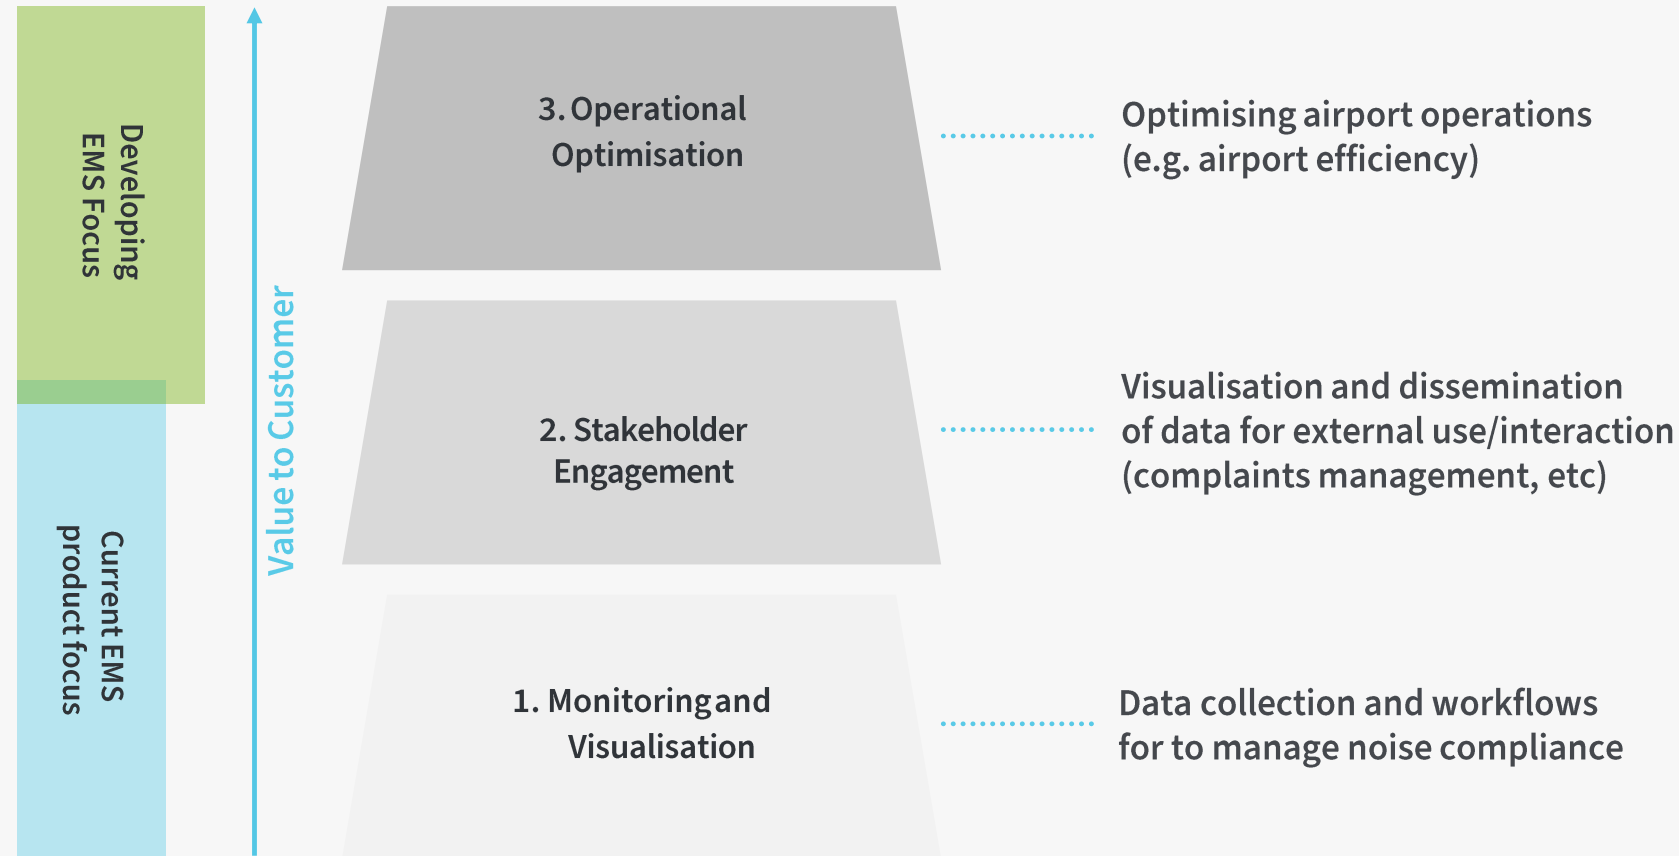 Developing
EMS Focus
Current EMS
product focus
Value to Customer
3. Operational
Optimisation
Optimising airport operations
(e.g. airport efficiency)
2. Stakeholder
Engagement
Visualisation and dissemination
of data for external use/interaction
(complaints management, etc)
1. Monitoring and
Visualisation
Data collection and workflows
for to manage noise compliance